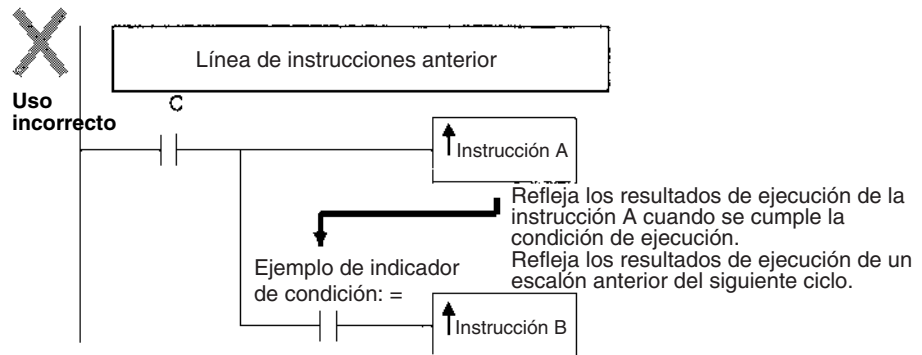 Línea de instrucciones anterior
Uso
incorrecto
C
Instrucción A
Refleja los resultados de ejecución de la
instrucción A cuando se cumple la
condición de ejecución.
Refleja los resultados de ejecución de un
escalón anterior del siguiente ciclo.
Ejemplo de indicador
de condición: =
Instrucción B